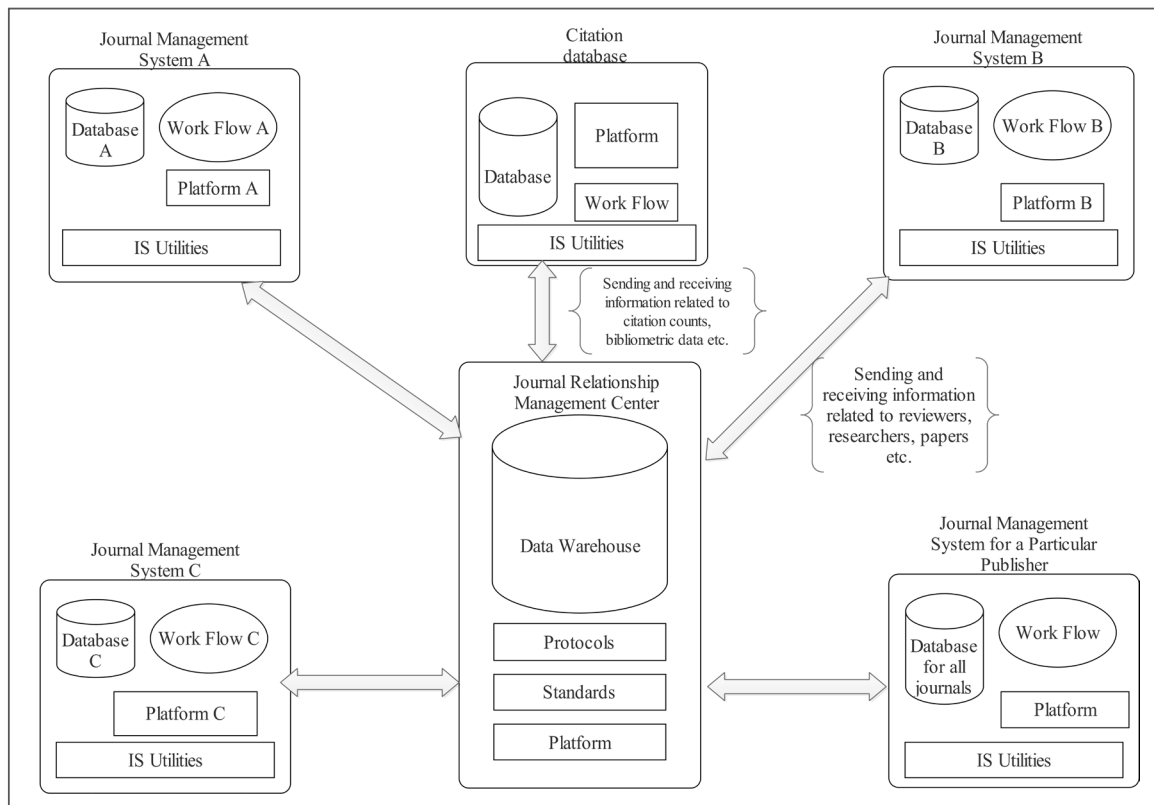 Journal Management
System A
Database
A
Work Flow A
Platform A
IS Utilities
Citation
database
Database
Platform
Work Flow
IS Utilities
Journal Management
System B
Database
B
Work Flow B
Platform B
IS Utilities
Sending and receiving
information related to
citation counts,
bibliometric data etc.
Sending and
receiving information
related to reviewers,
researchers, papers
etc.
Journal Relationship
Management Center
Data Warehouse
Protocols
Standards
Platform
Journal Management
System C
Database
C
Work Flow C
Platform C
IS Utilities
Journal Management
System for a Particular
Publisher
Database
for all
journals
Work Flow
Platform
IS Utilities